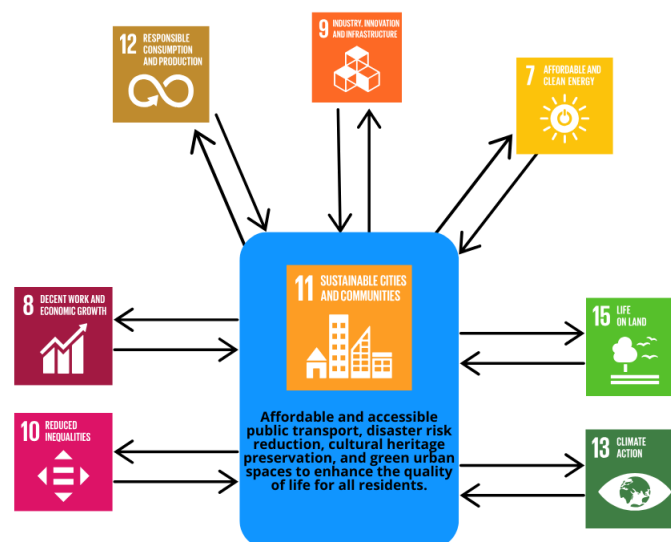 12 RESPONSIBLE
CONSUMPTION
AND PRODUCTION
9 INDUSTRY, INNOVATION
AND INFRASTRUCTURE
7 AFFORDABLE AND
CLEAN ENERGY
11 SUSTAINABLE CITIES
AND COMMUNITIES
8 DECENT WORK AND
ECONOMIC GROWTH
15 LIFE
ON LAND
10 REDUCED
INEQUALITIES
13 CLIMATE
ACTION
Affordable and accessible
public transport, disaster risk
reduction, cultural heritage
preservation, and green urban
spaces to enhance the quality
of life for all residents.